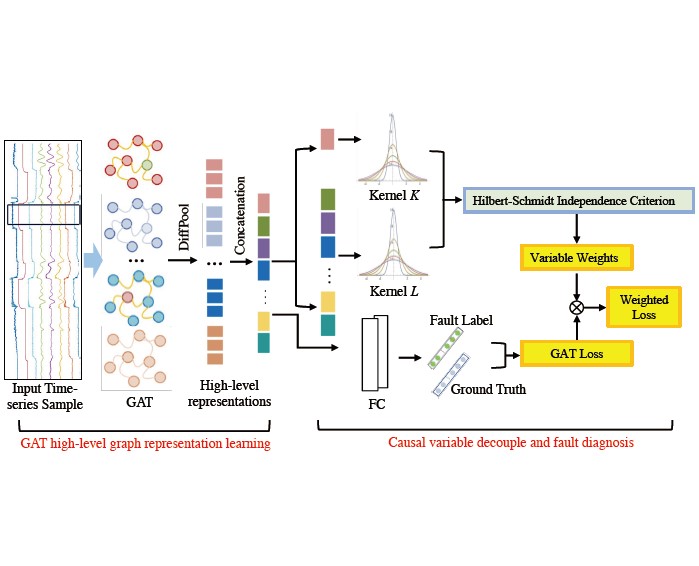 Input Time-
series Sample
GAT
DiffPool
High-level
representations
Concatenation
Kernel K
Kernel L
FC
Fault Label
Ground Truth
Hilbert-Schmidt Independence Criterion
Variable Weights
Weighted
Loss
GAT Loss
GAT high-level graph representation learning
Causal variable decouple and fault diagnosis